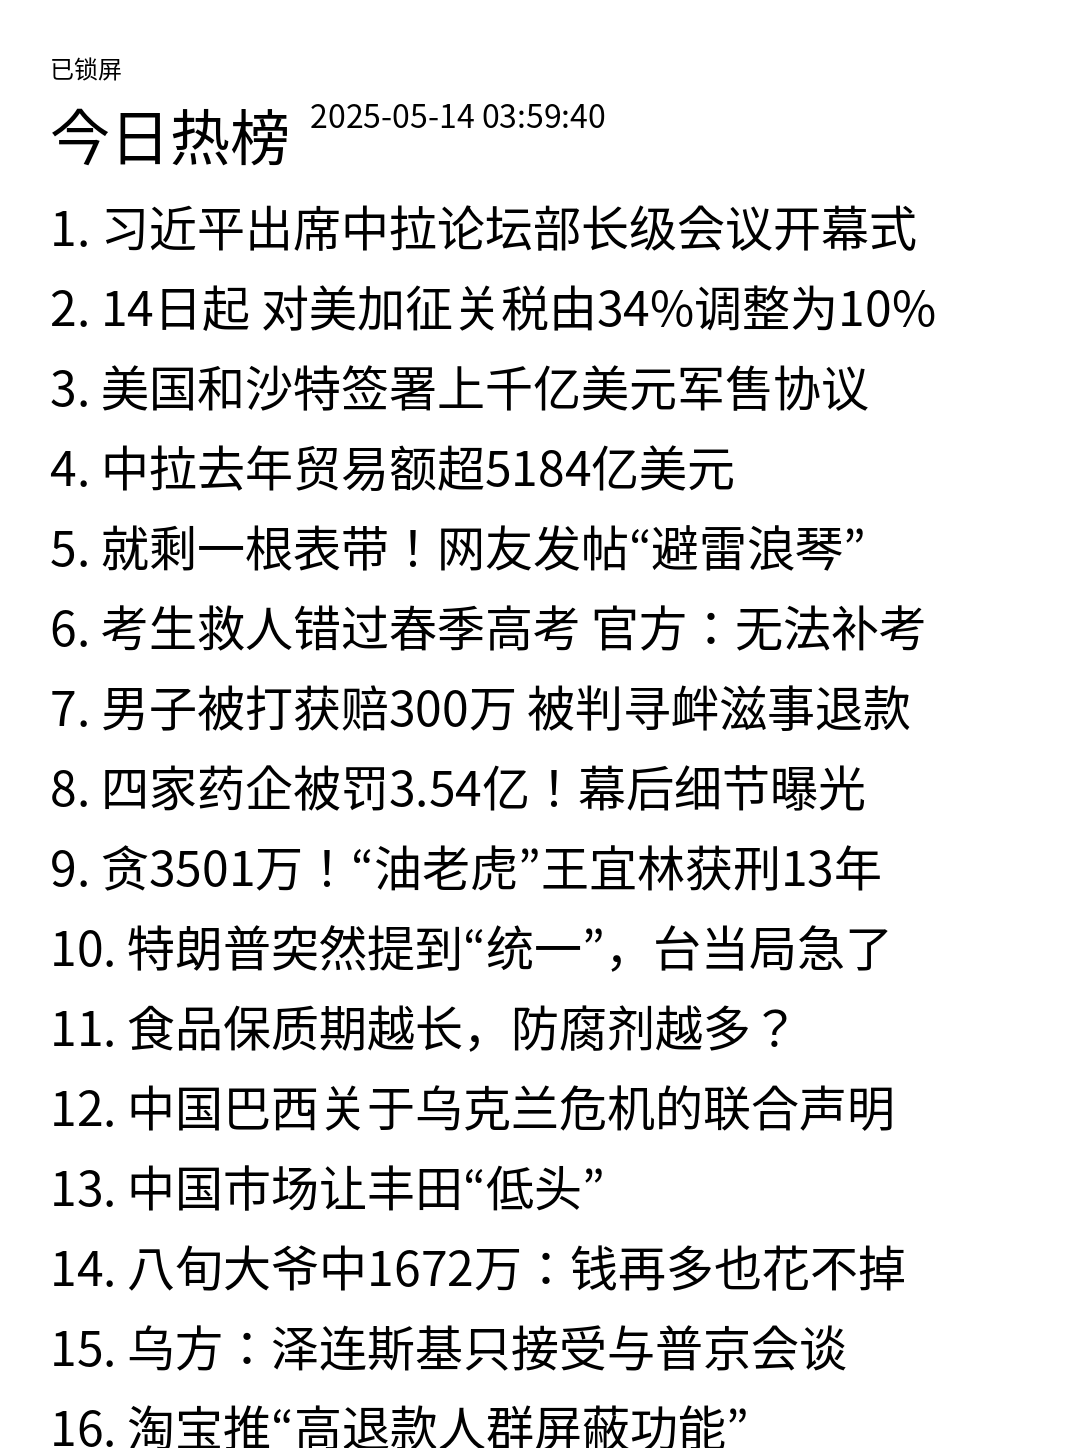 已锁屏
今日热榜 2025-05-14 03:59:40
1. 习近平出席中拉论坛部长级会议开幕式
2. 14日起 对美加征关税由34%调整为10%
3. 美国和沙特签署上千亿美元军售协议
4. 中拉去年贸易额超5184亿美元
5. 就剩一根表带！网友发帖“避雷浪琴”
6. 考生救人错过春季高考 官方：无法补考
7. 男子被打获赔300万 被判寻衅滋事退款
8. 四家药企被罚3.54亿！幕后细节曝光
9. 贪3501万！“油老虎”王宜林获刑13年
10. 特朗普突然提到“统一”，台当局急了
11. 食品保质期越长，防腐剂越多？
12. 中国巴西关于乌克兰危机的联合声明
13. 中国市场让丰田“低头”
14. 八旬大爷中1672万：钱再多也花不掉
15. 乌方：泽连斯基只接受与普京会谈
16. 淘宝推“高退款人群屏蔽功能”